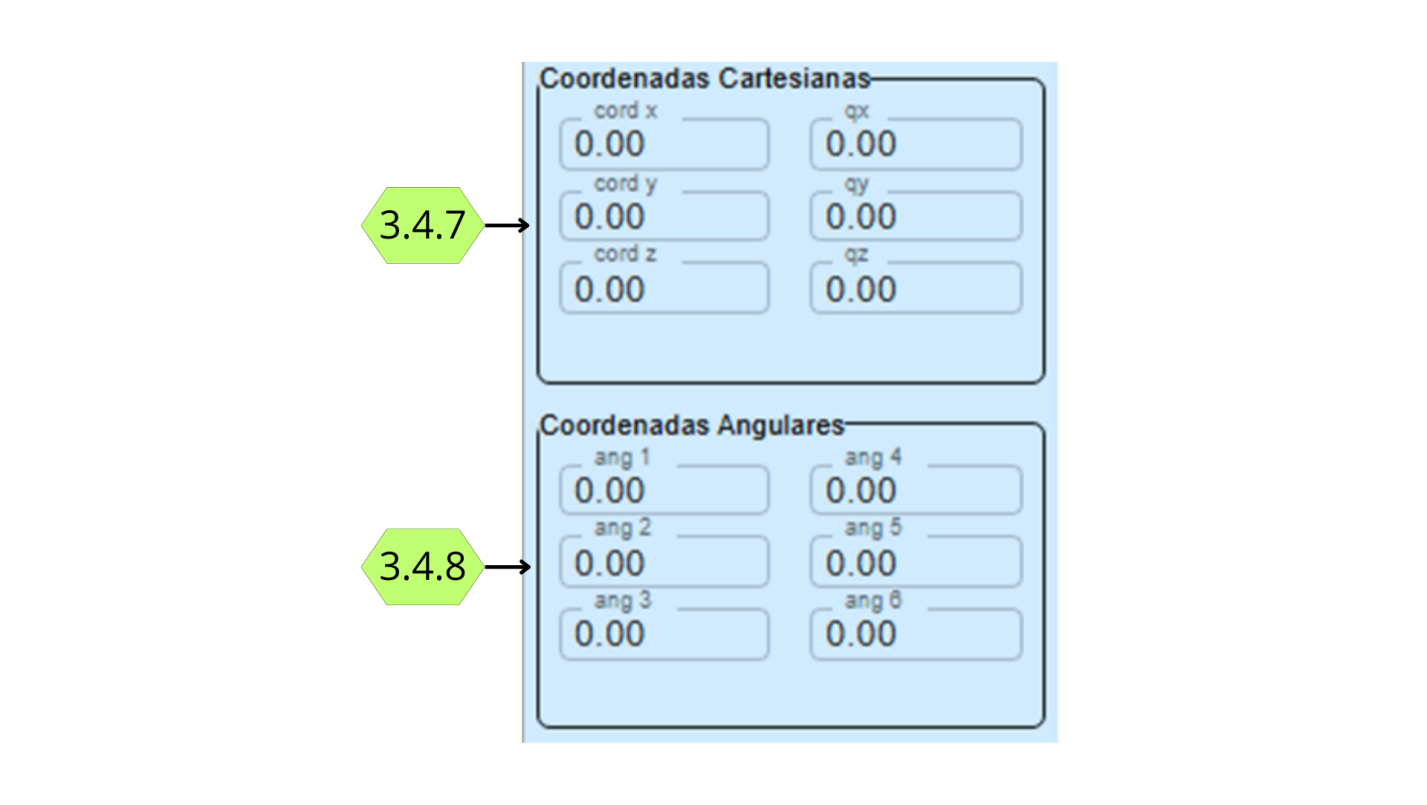 Coordenadas Cartesianas
cord x qx
0.00 0.00
cord y qy
3.4.7 0.00 0.00
cord z qz
0.00 0.00
Coordenadas Angulares
ang 1 ang 4
0.00 0.00
ang 2 ang 5
3.4.8 0.00 0.00
ang 3 ang 6
0.00 0.00